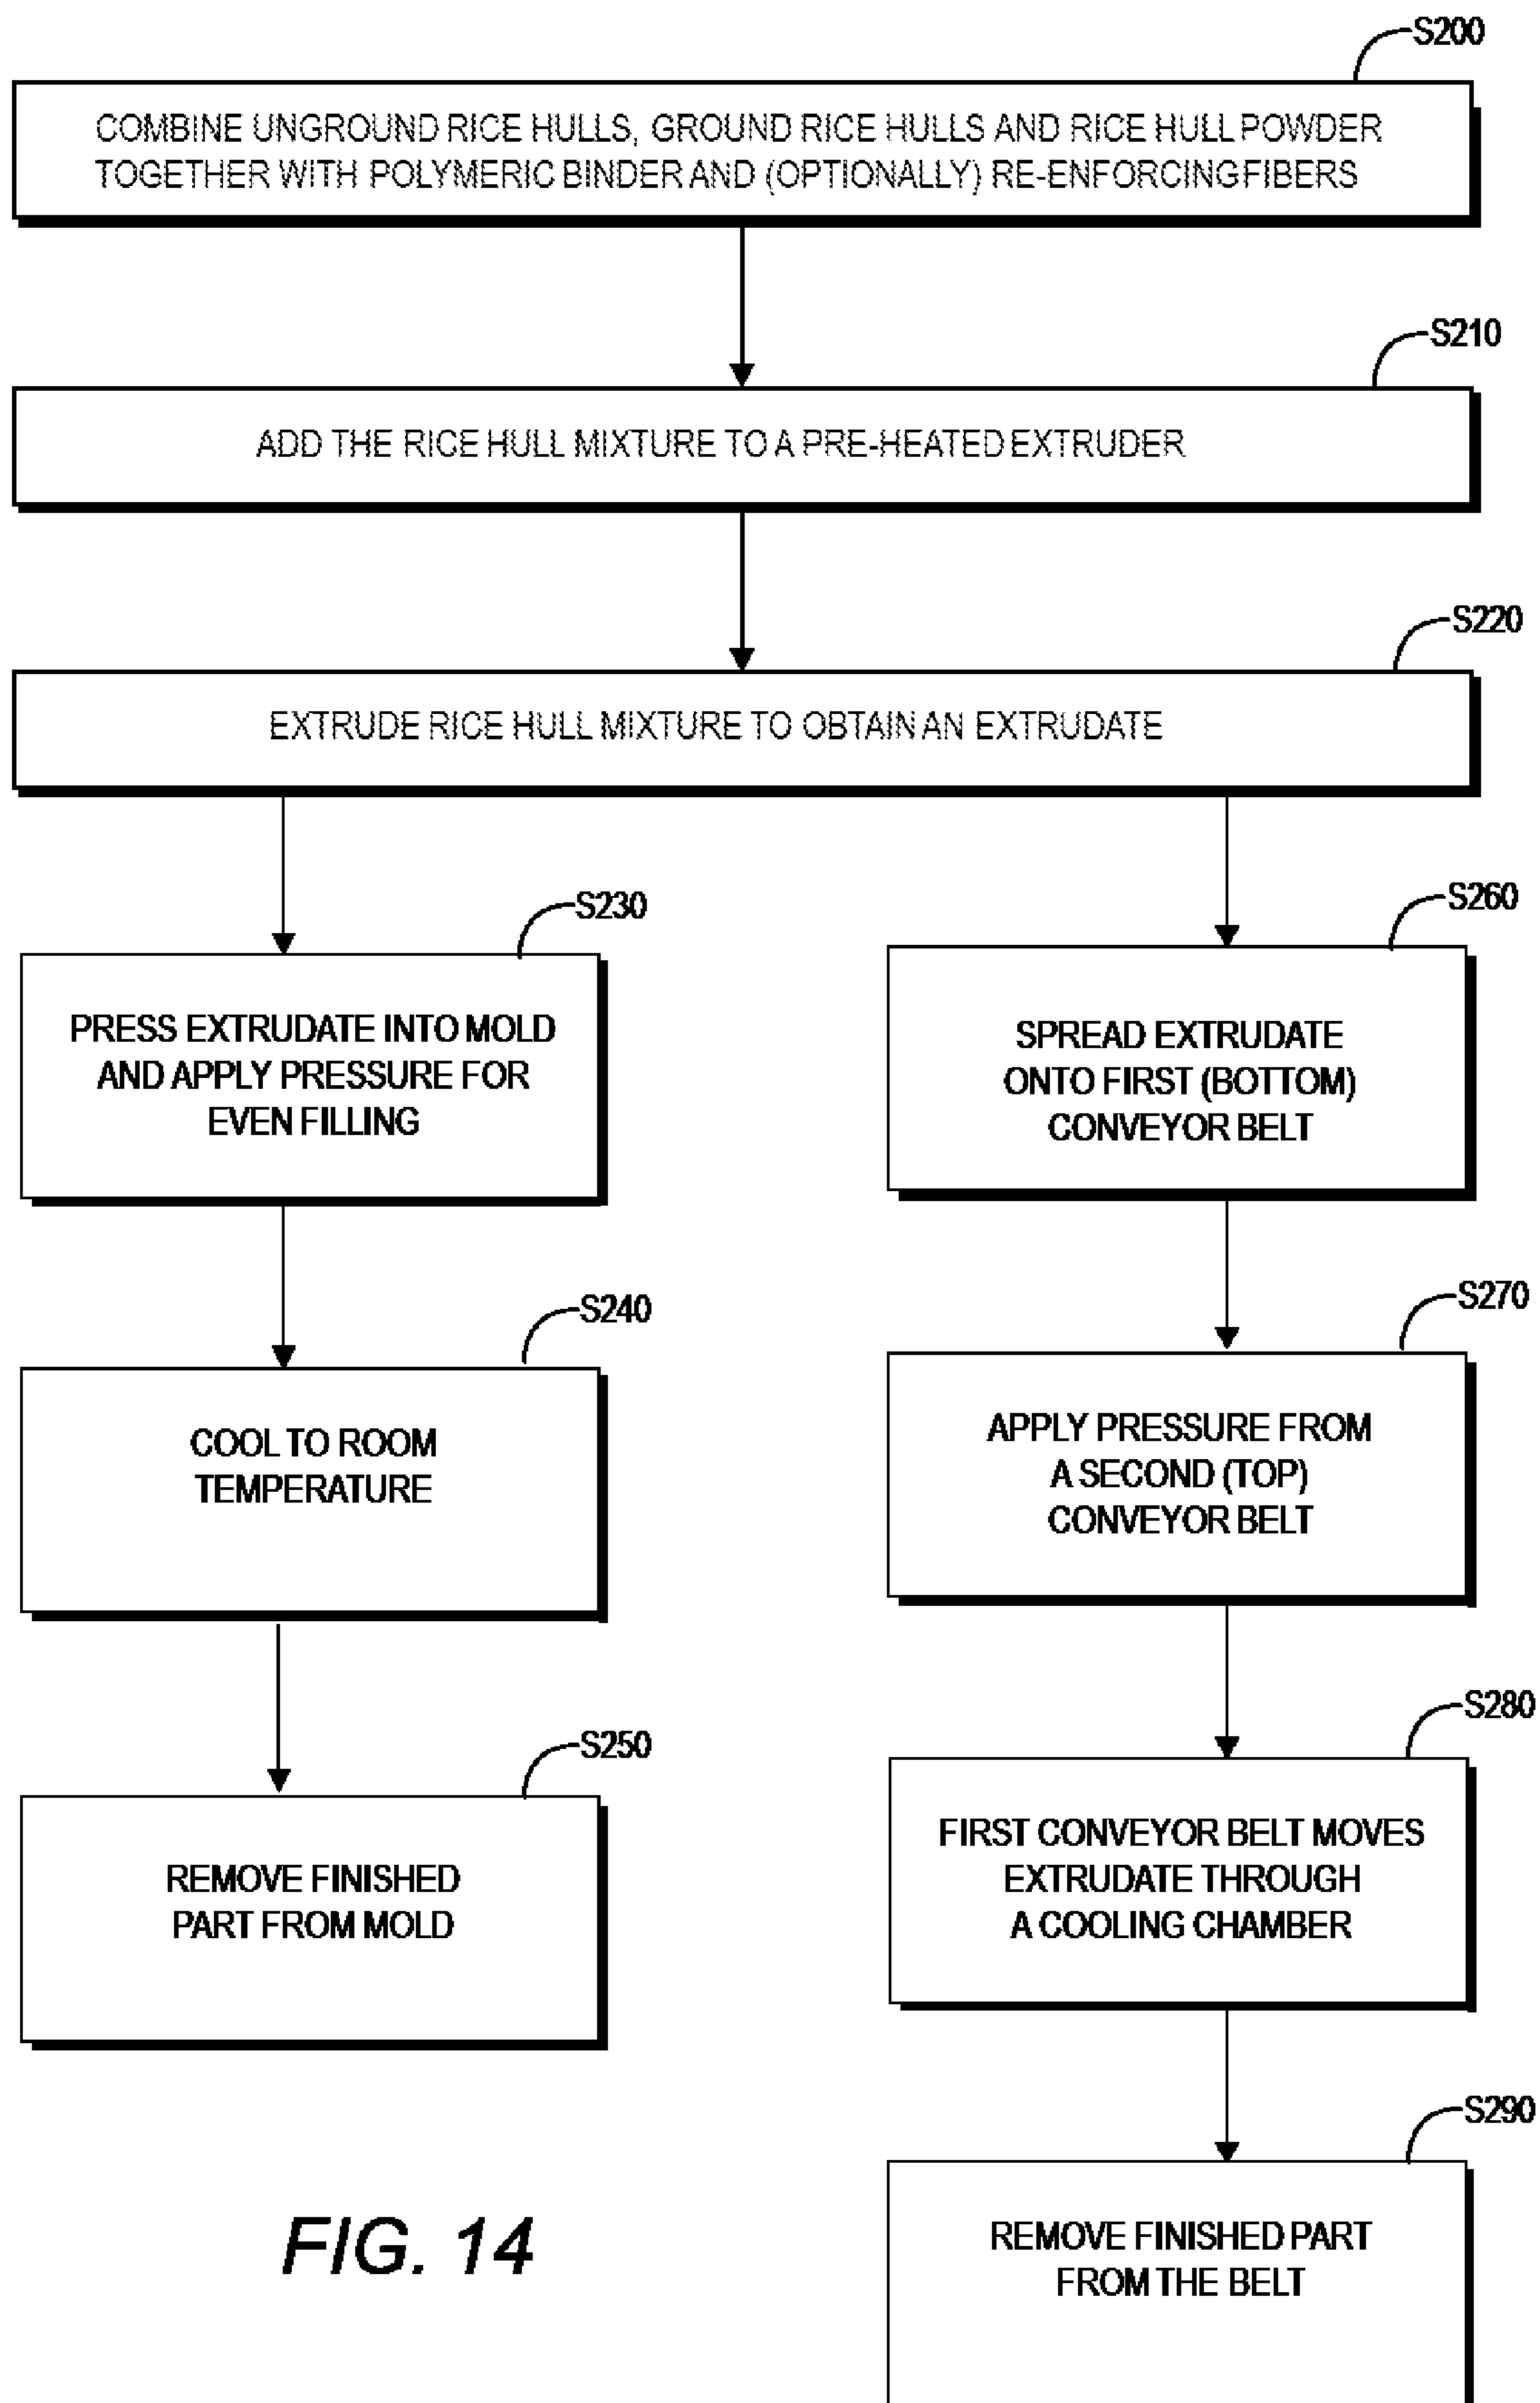 S200
COMBINE UNGROUND RICE HULLS, GROUND RICE HULLS AND RICE HULL POWDER
TOGETHER WITH POLYMERIC BINDER AND (OPTIONALLY) RE-ENFORCING FIBERS
S210
ADD THE RICE HULL MIXTURE TO A PRE-HEATED EXTRUDER
S220
EXTRUDE RICE HULL MIXTURE TO OBTAIN AN EXTRUDATE
S230
PRESS EXTRUDATE INTO MOLD
AND APPLY PRESSURE FOR
EVEN FILLING
S240
COOL TO ROOM
TEMPERATURE
S250
REMOVE FINISHED
PART FROM MOLD
S260
SPREAD EXTRUDATE
ONTO FIRST (BOTTOM)
CONVEYOR BELT
S270
APPLY PRESSURE FROM
A SECOND (TOP)
CONVEYOR BELT
S280
FIRST CONVEYOR BELT MOVES
EXTRUDATE THROUGH
A COOLING CHAMBER
S290
REMOVE FINISHED PART
FROM THE BELT
FIG. 14